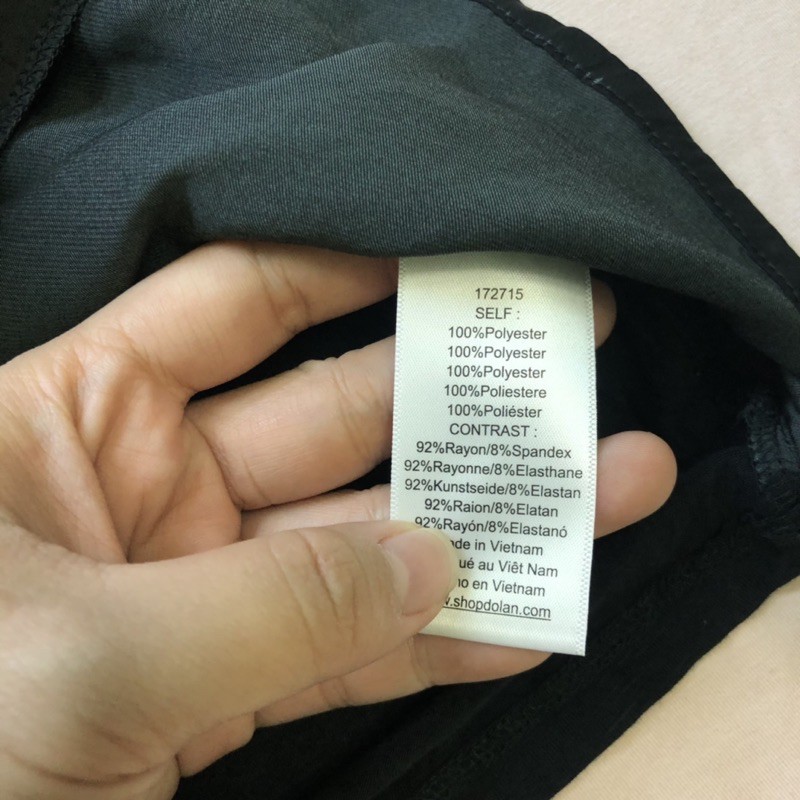 172715
SELF :
100%Polyester
100%Polyester
100%Polyester
100%Poliestere
100%Poliéster
CONTRAST :
92%Rayon/8%Spandex
92%Rayonne/8%Elasthane
92%Kunstseide/8%Elastan
92%Raion/8%Elatan
92%Rayón/8%Elastanó
in Vietnam
au Viêt Nam
en Vietnam
.shopdolan.com